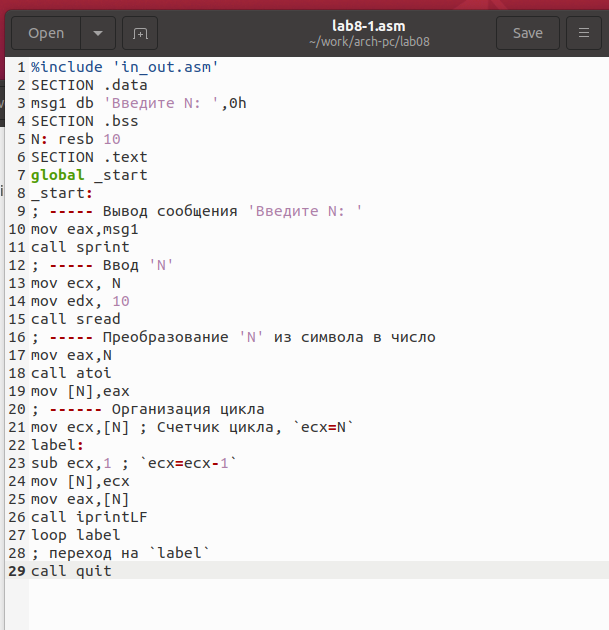 Open
lab8-1.asm
~/work/arch-pc/lab08
Save
1 %include 'in_out.asm'
2 SECTION .data
3 msg1 db 'Введите N: ',0h
4 SECTION .bss
5 N: resb 10
6 SECTION .text
7 global _start
8 _start:
9 ; ----- Вывод сообщения 'Введите N: '
10 mov eax,msg1
11 call sprint
12 ; ----- Ввод 'N'
13 mov ecx, N
14 mov edx, 10
15 call sread
16 ; ----- Преобразование 'N' из символа в число
17 mov eax,N
18 call atoi
19 mov [N],eax
20 ; ------ Организация цикла
21 mov ecx,[N] ; Счетчик цикла, `ecx=N`
22 label:
23 sub ecx,1 ; `ecx=ecx-1`
24 mov [N],ecx
25 mov eax,[N]
26 call iprintLF
27 loop label
28 ; переход на `label`
29 call quit